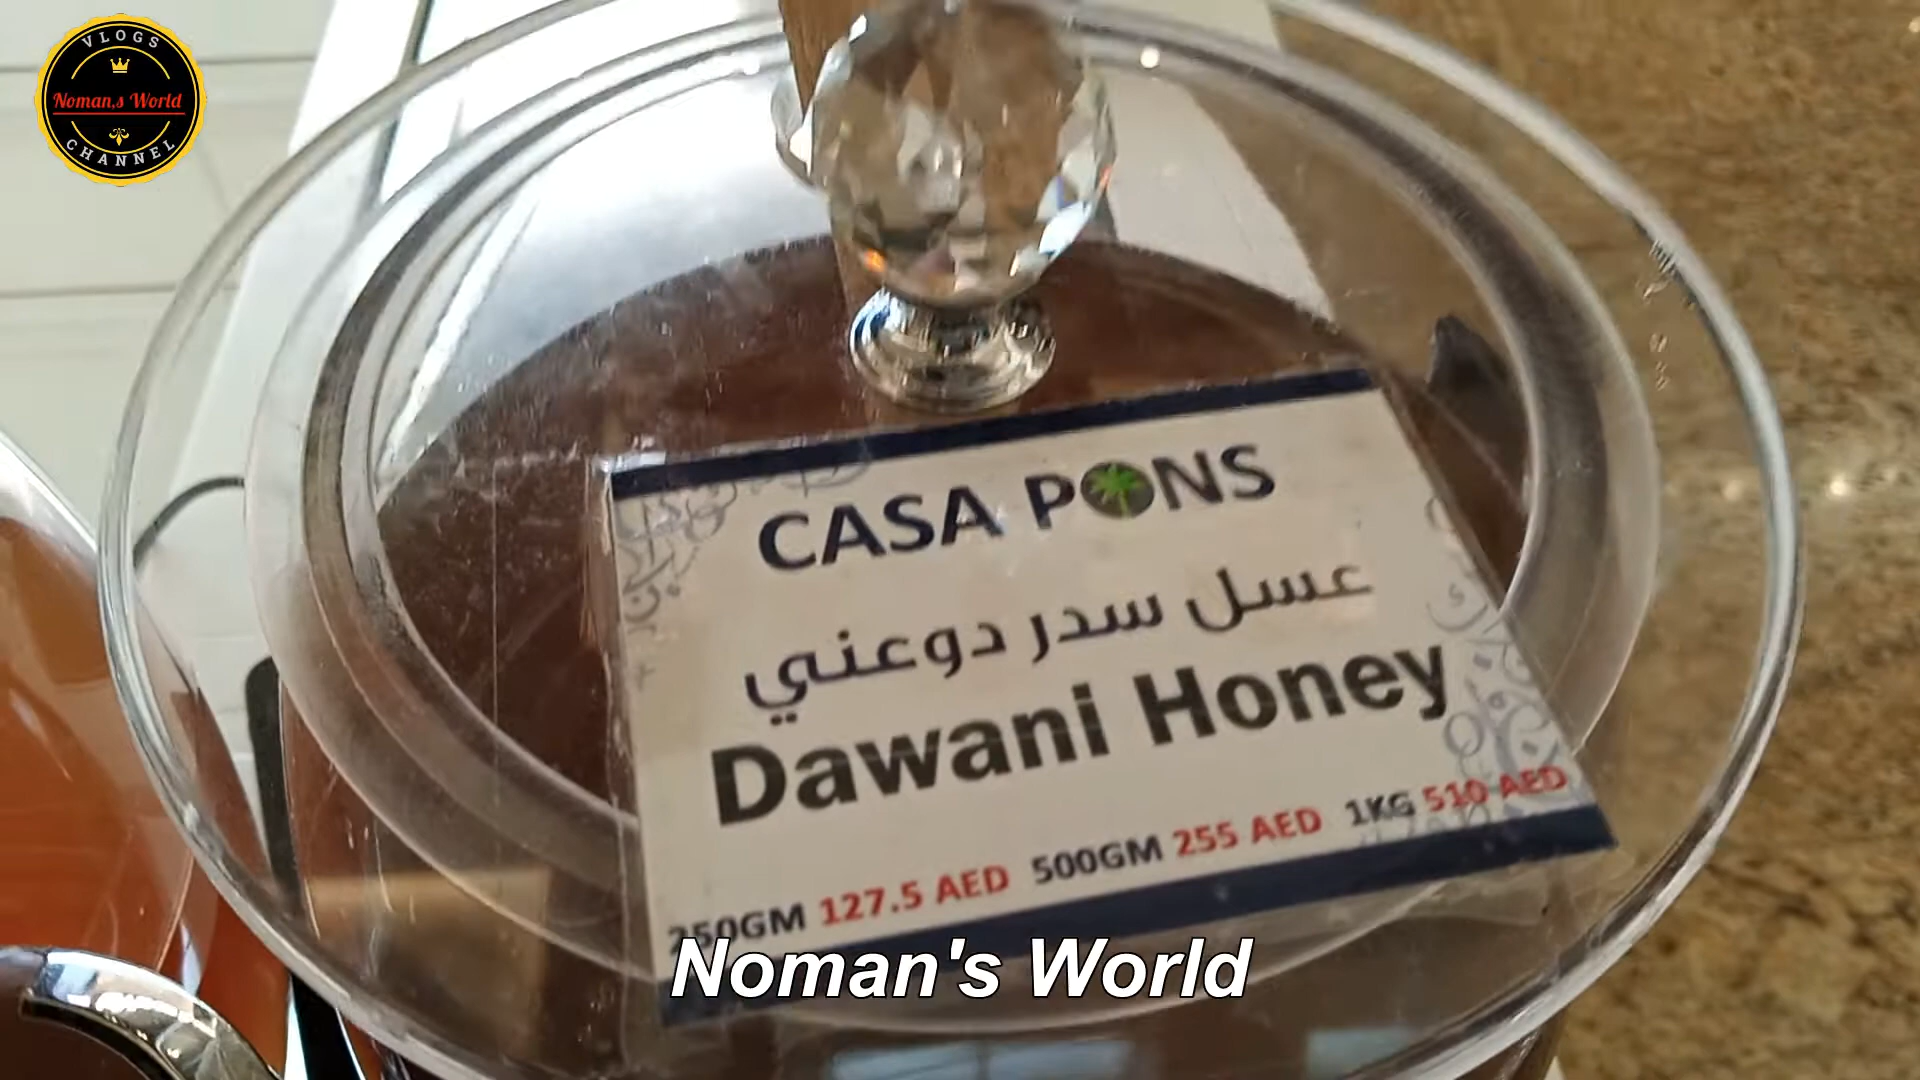 VLOGS
Noman,s World
CHANNEL
CASA PONS
عسل سدر دوعني
Dawani Honey
250GM 127.5 AED 500GM 255 AED 1KG 510 AED
Noman's World